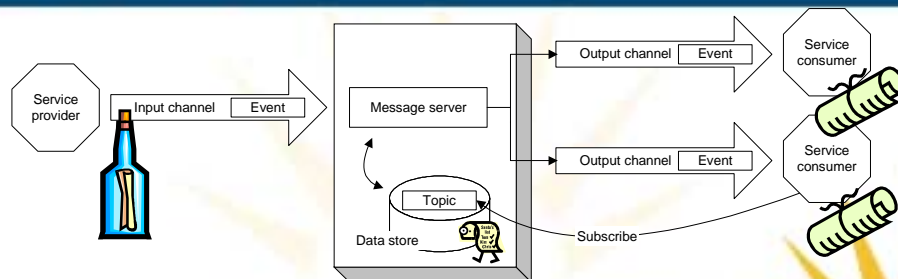 Service
provider
Input channel
Event
Message server
Topic
Data store
Output channel
Event
Service
consumer
Output channel
Event
Service
consumer
Subscribe